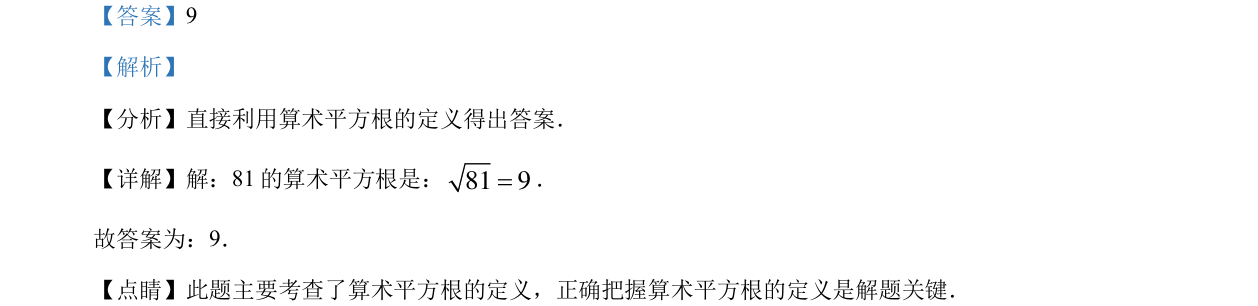 【答案】9
【解析】
【分析】直接利用算术平方根的定义得出答案．
【详解】解：81 的算术平方根是：√81 = 9．
故答案为：9．
【点睛】此题主要考查了算术平方根的定义，正确把握算术平方根的定义是解题关键．